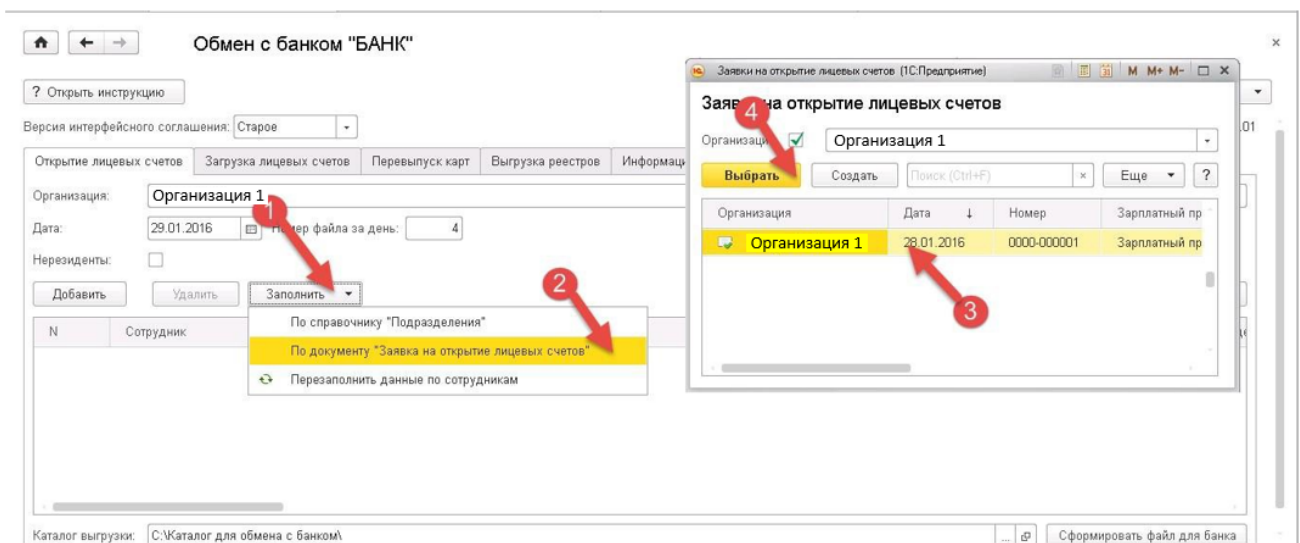 Обмен с банком "БАНК"
? Открыть инструкцию
Версия интерфейсного соглашения: Старое
Открытие лицевых счетов Загрузка лицевых счетов Перевыпуск карт Выгрузка реестров
Организация: Организация 1
Дата: 29.01.2016 файла за день: 4
Нерезиденты:
Добавить Удалить Заполнить
N Сотрудник
1
2
По справочнику "Подразделения"
По документу "Заявка на открытие лицевых счетов"
Перезаполнить данные по сотрудникам
Каталог выгрузки: C:\Каталог для обмена с банком\ ... Сформировать файл для банка
Заявки на открытие лицевых счетов (1С:Предприятие) M M+ M-
на открытие лицевых счетов
4
Организация 1
Выбрать Создать Поиск (Ctrl+F) × Еще ?
Организация Дата ↓ Номер Зарплатный пр
Организация 1 28.01.2016 0000-000001 Зарплатный пр
3
.01